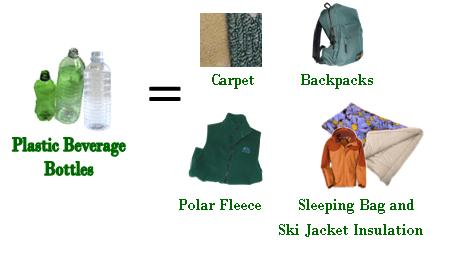 Carpet
Backpacks
=
Plastic Beverage
Bottles
Polar Fleece
Sleeping Bag and
Ski Jacket Insulation